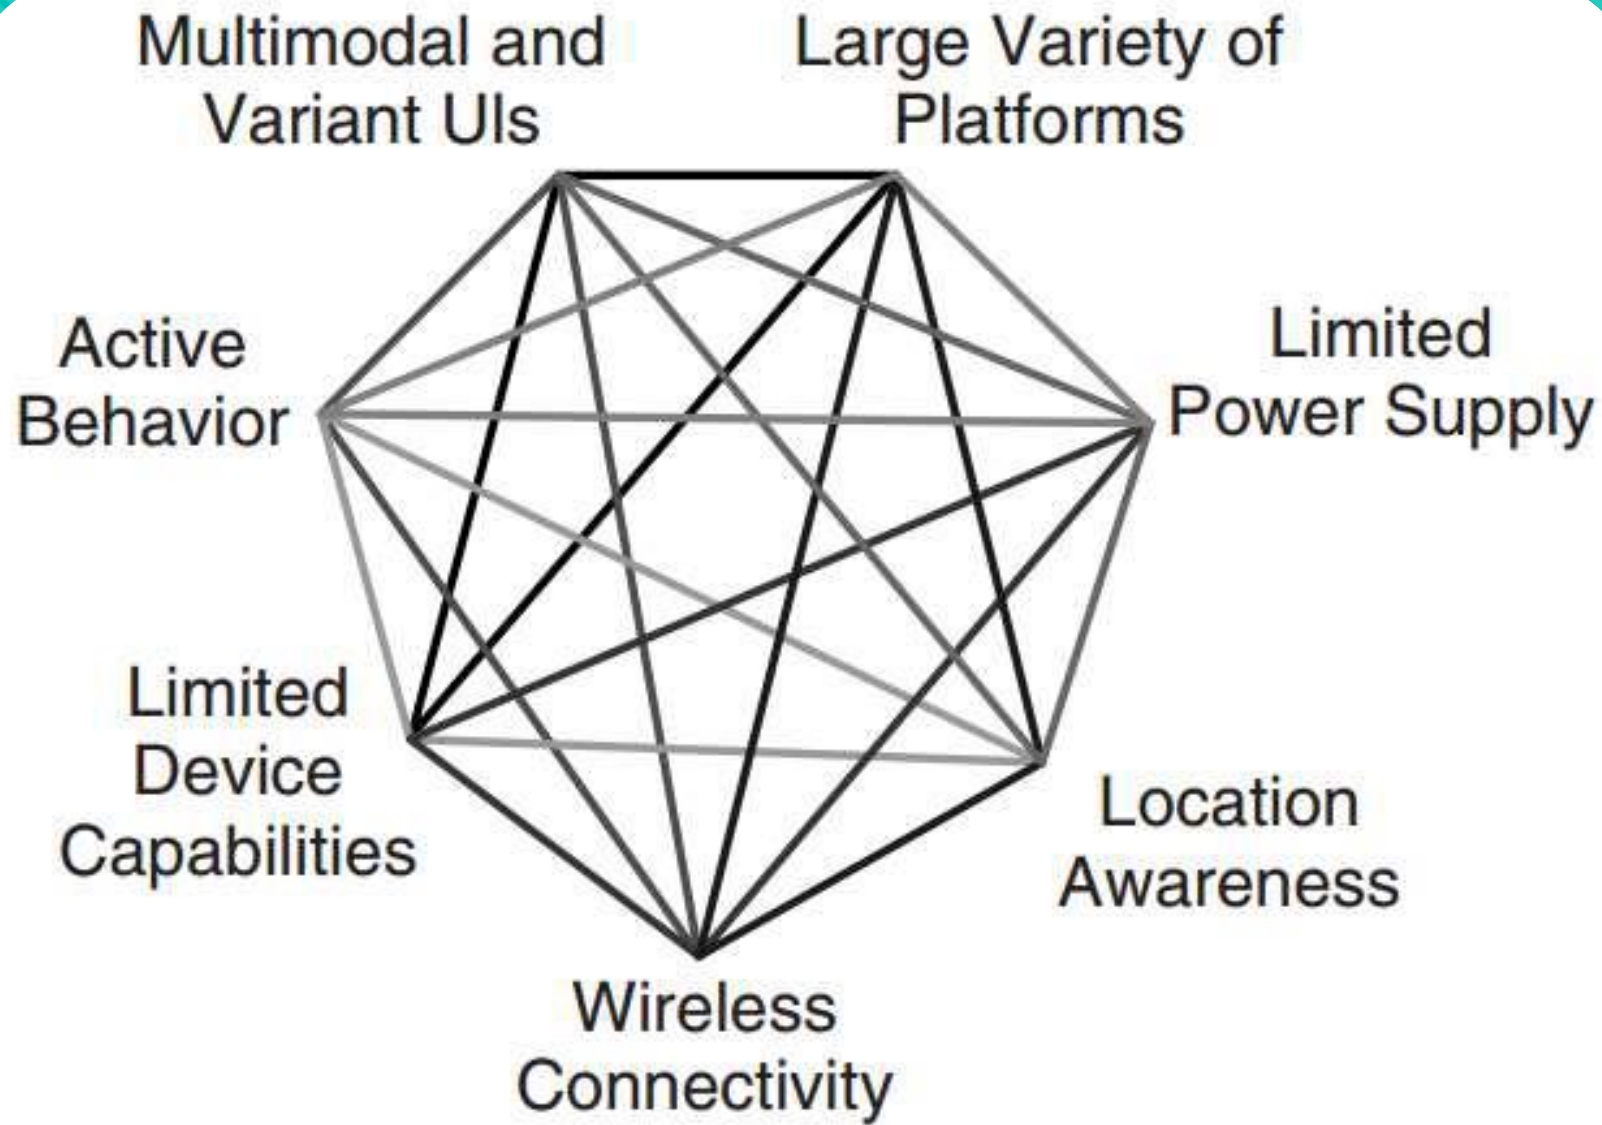 Multimodal and
Variant UIs
Large Variety of
Platforms
Active
Behavior
Limited
Power Supply
Limited
Device
Capabilities
Location
Awareness
Wireless
Connectivity